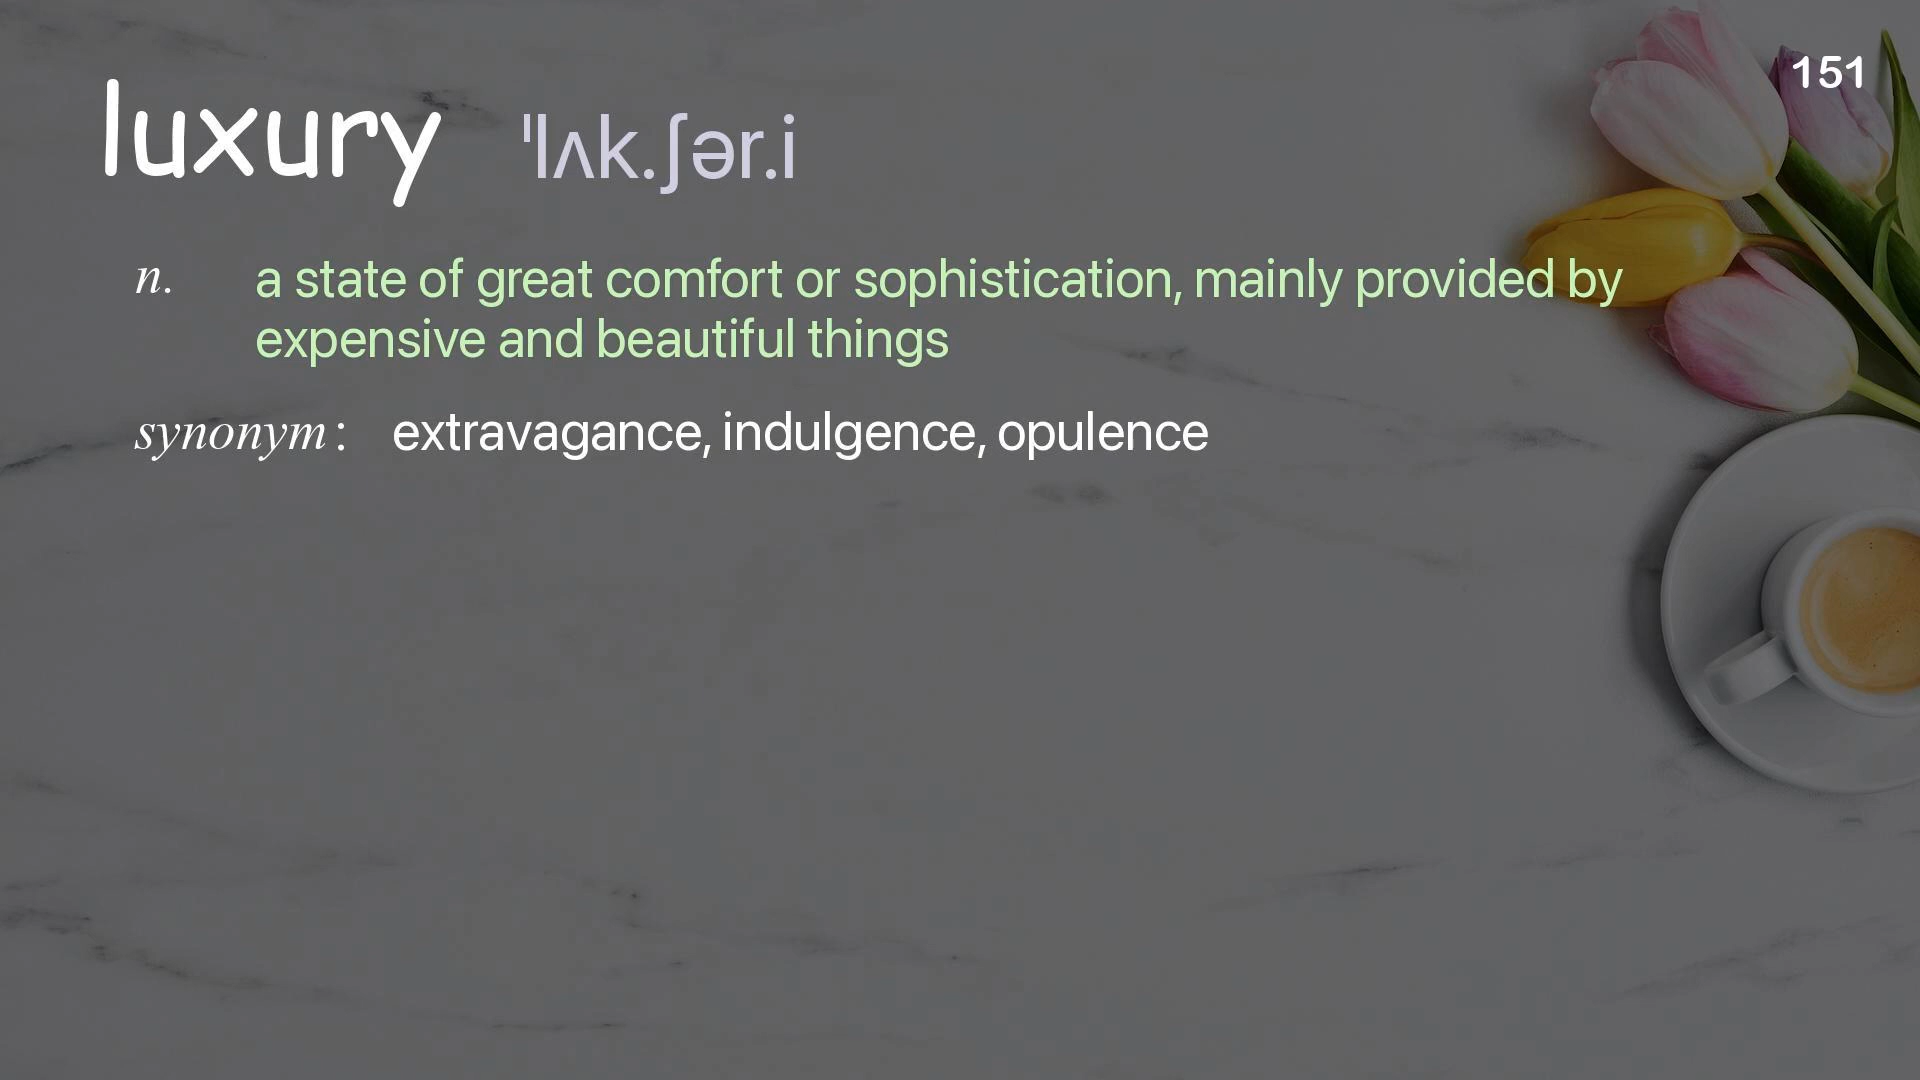 151
luxury ˈlʌk.ʃər.i
n. a state of great comfort or sophistication, mainly provided by
expensive and beautiful things
synonym: extravagance, indulgence, opulence